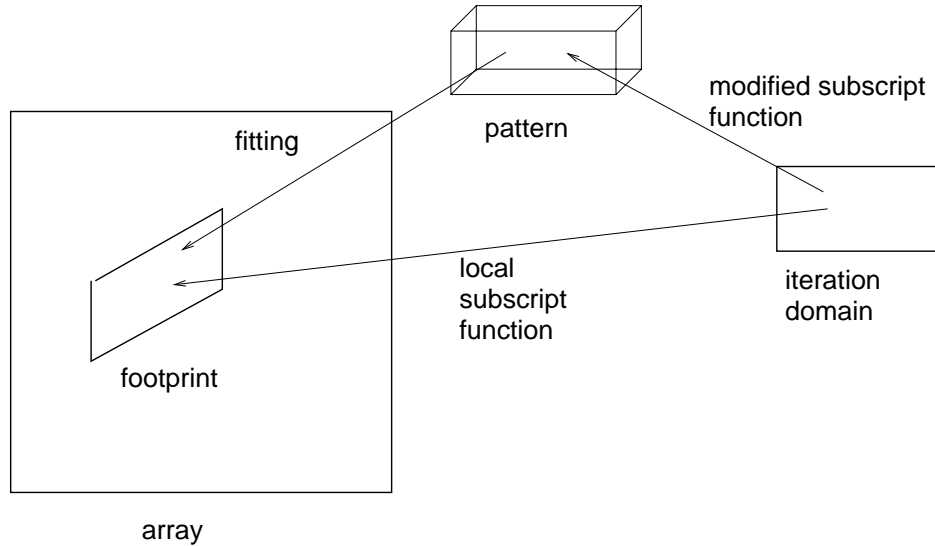 modified subscript
function
pattern
fitting
local
subscript
function
iteration
domain
footprint
array